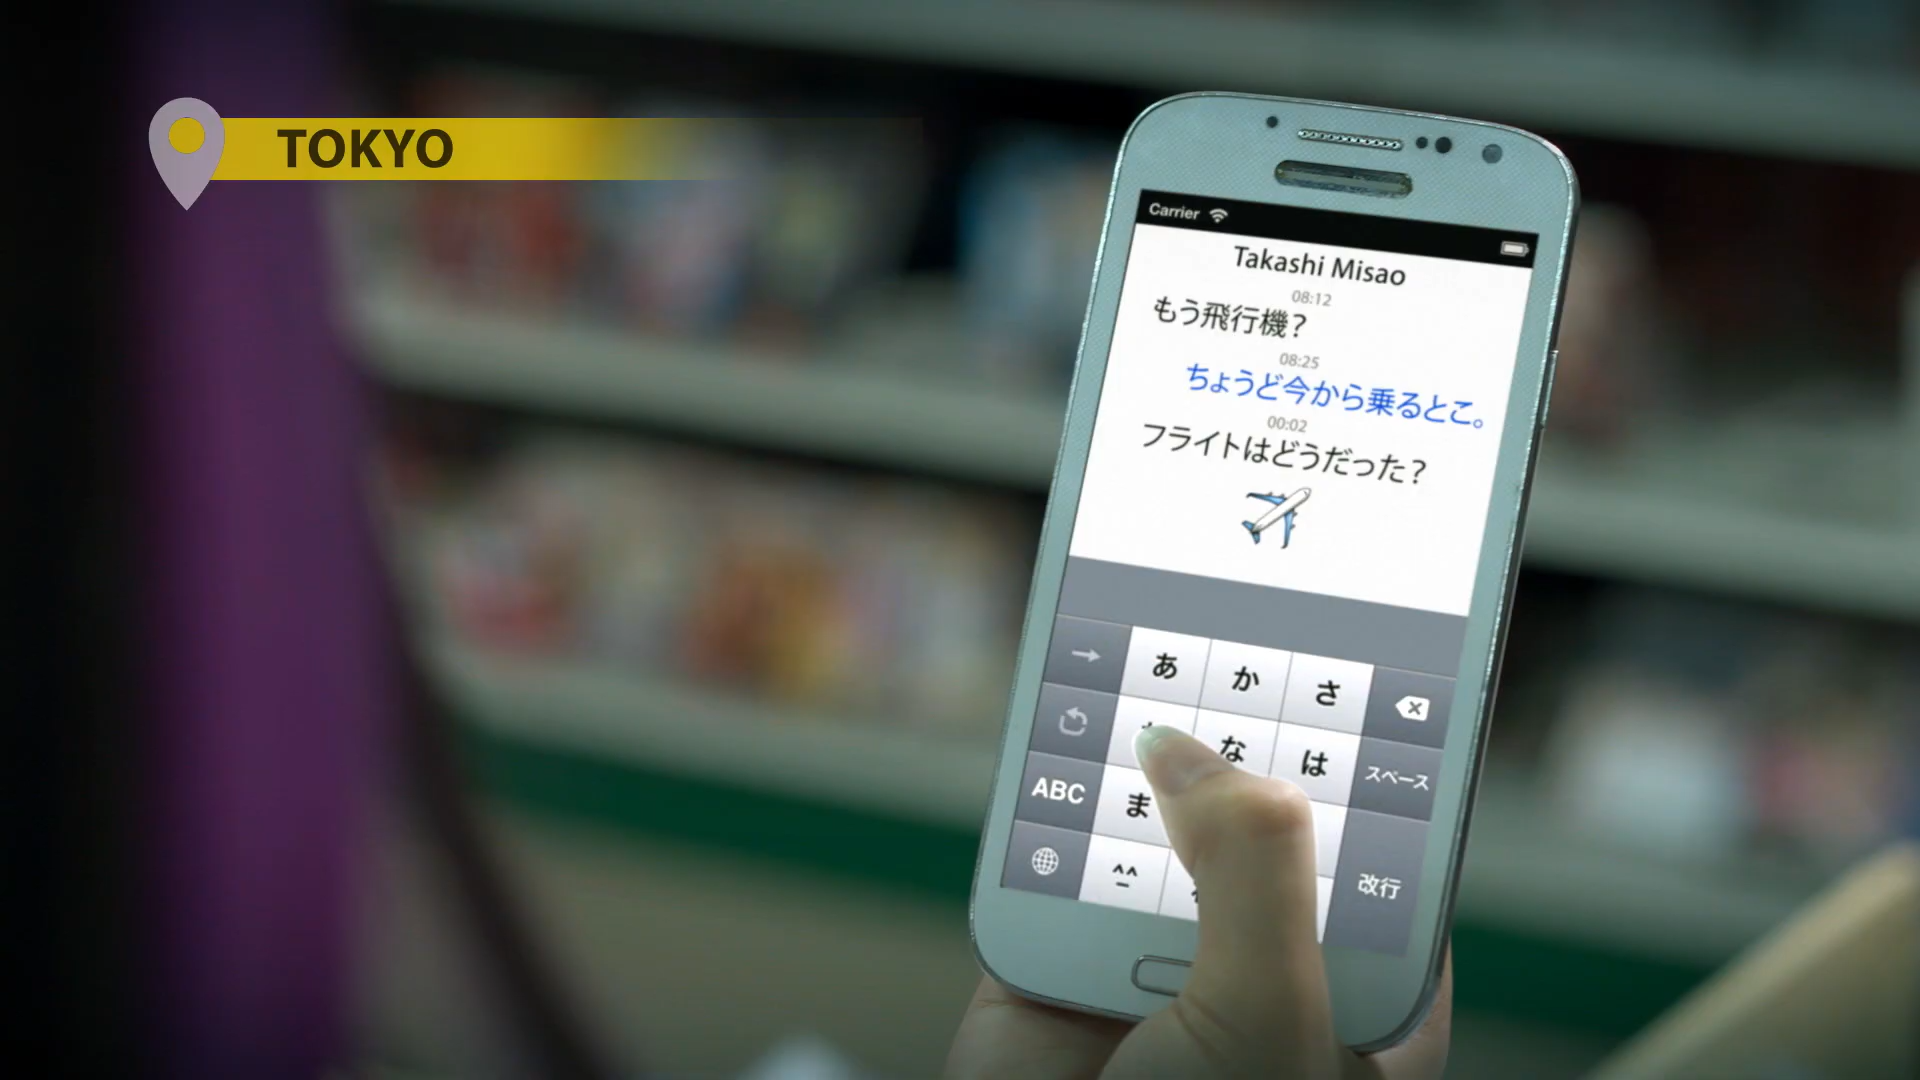 TOKYO
Carrier
Takashi Misao
08:12
もう飛行機?
08:25
ちょうど今から乗るとこ。
00:02
フライトはどうだった?
→ あ か さ
な は スペース
ABC ま
^_^ 改行